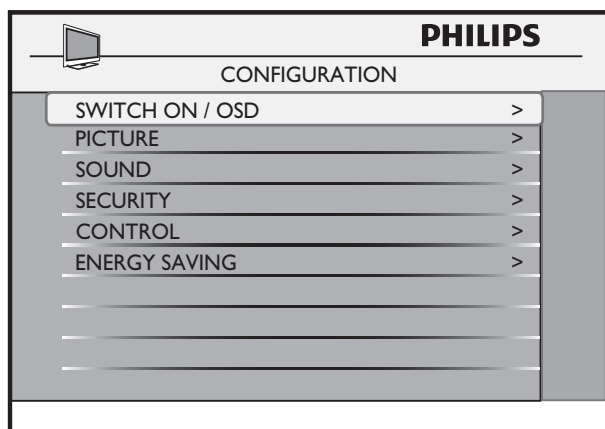 PHILIPS
CONFIGURATION
SWITCH ON / OSD >
PICTURE >
SOUND >
SECURITY >
CONTROL >
ENERGY SAVING >